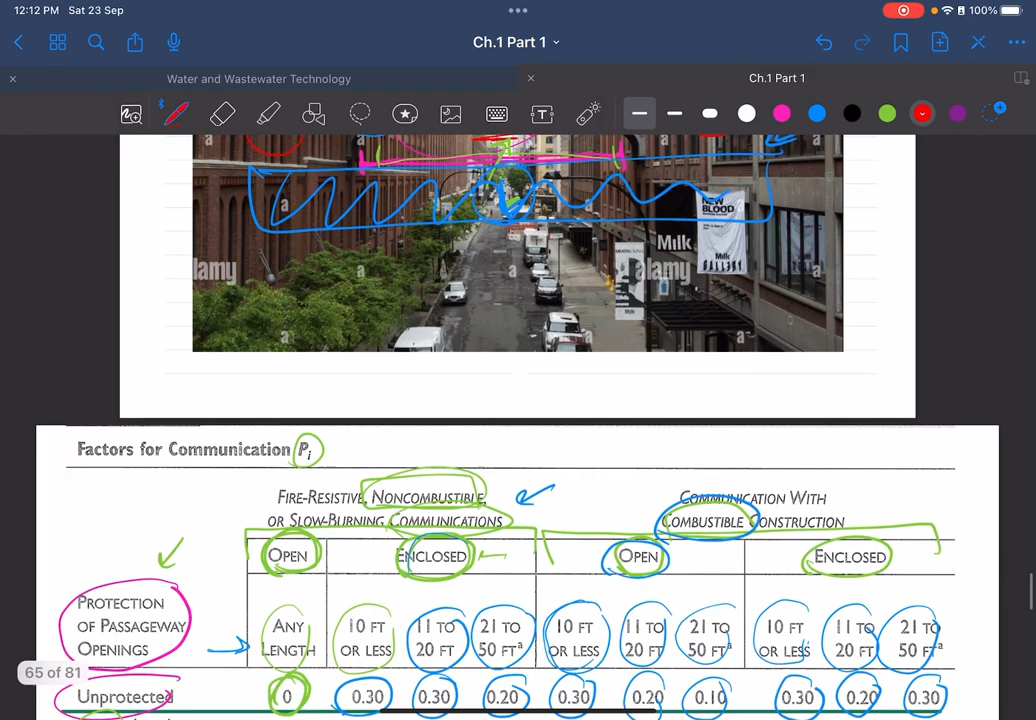 12:12 PM Sat 23 Sep
100%
Ch.1 Part 1
Water and Wastewater Technology
Ch.1 Part 1
T
a
a
a
a
NEW
BLOOD
Milk
Milk
alamy
a
a
alamy
a
a
a
a
a
Factors for Communication Pi
FIRE-RESISTIVE, NONCOMBUSTIBLE, COMMUNICATION WITH
OR SLOW-BURNING COMMUNICATIONS COMBUSTIBLE CONSTRUCTION
OPEN ENCLOSED OPEN ENCLOSED
PROTECTION
OF PASSAGEWAY ANY 10 FT 11 TO 21 TO 10 FT 11 TO 21 TO 10 FT 11 TO 21 TO
OPENINGS LENGTH OR LESS 20 FT 50 FTa OR LESS 20 FT 50 FTa OR LESS 20 FT 50 FTa
65 of 81
Unprotected 0 0.30 0.30 0.20 0.30 0.20 0.10 0.30 0.20 0.30